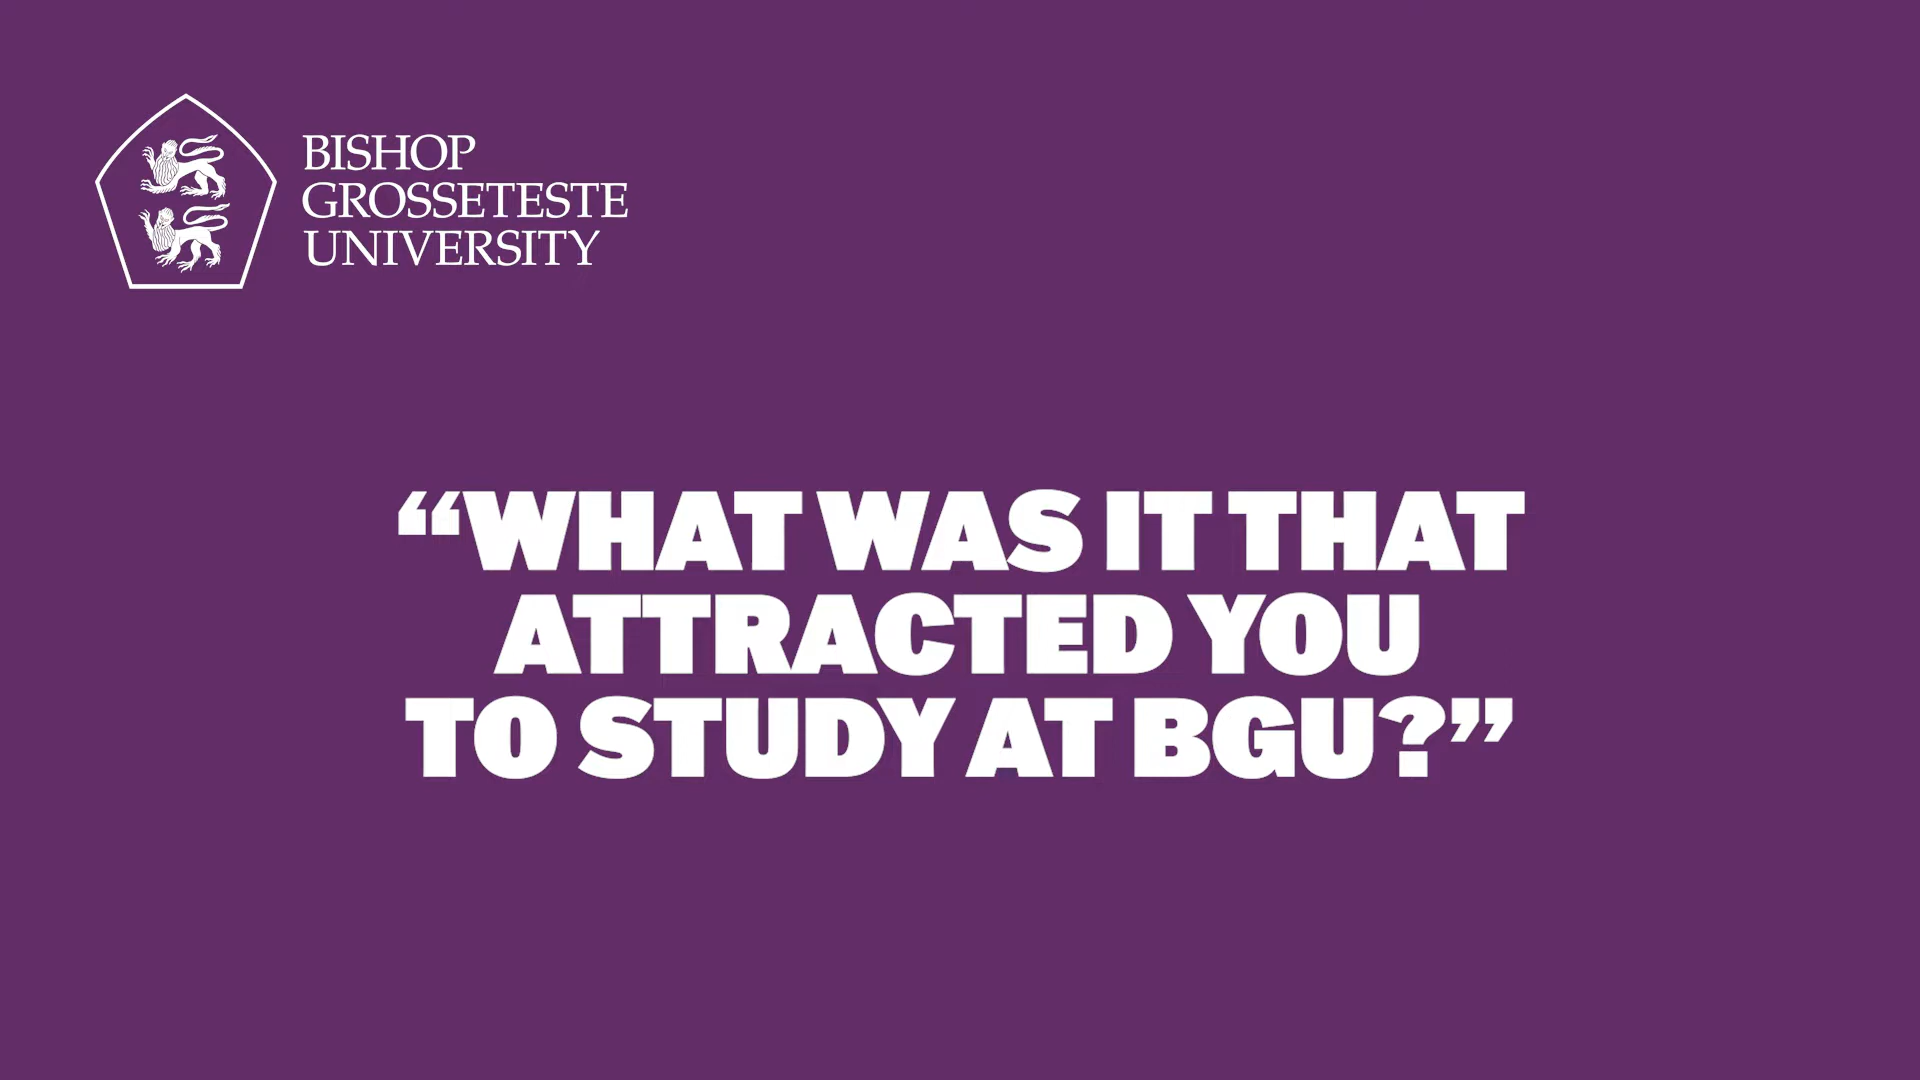 BISHOP
GROSSETESTE
UNIVERSITY
“WHAT WAS IT THAT
ATTRACTED YOU
TO STUDY AT BGU?”